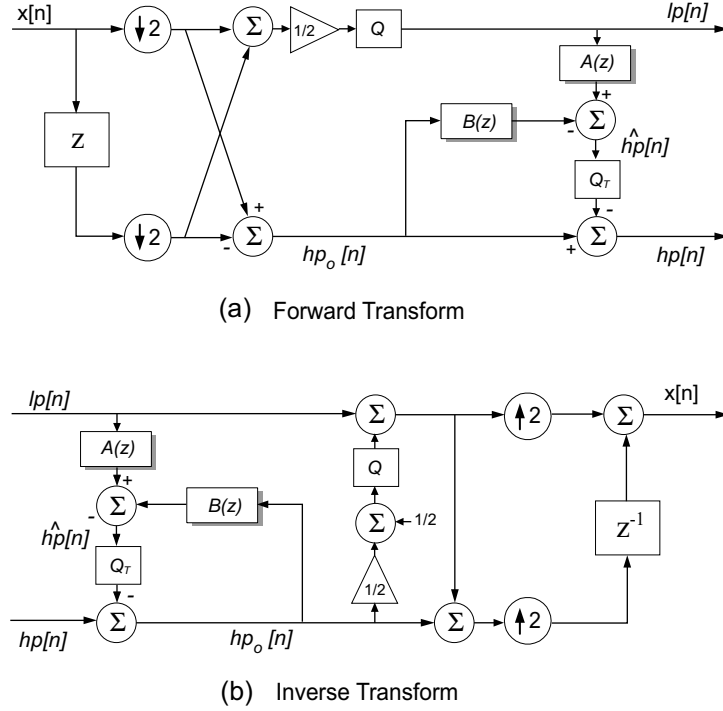 x[n]
↓2
Σ
1/2
Q
lp[n]
A(z)
+
B(z)
-
Σ
hp^[n]
Z
Q_T
-
+
↓2
-
Σ
hp_o [n]
+
Σ
hp[n]
(a) Forward Transform
lp[n]
Σ
↑2
Σ
x[n]
A(z)
Q
+
-
Σ
B(z)
Σ
1/2
hp^[n]
Z^-1
Q_T
1/2
-
hp[n]
Σ
hp_o [n]
Σ
↑2
(b) Inverse Transform